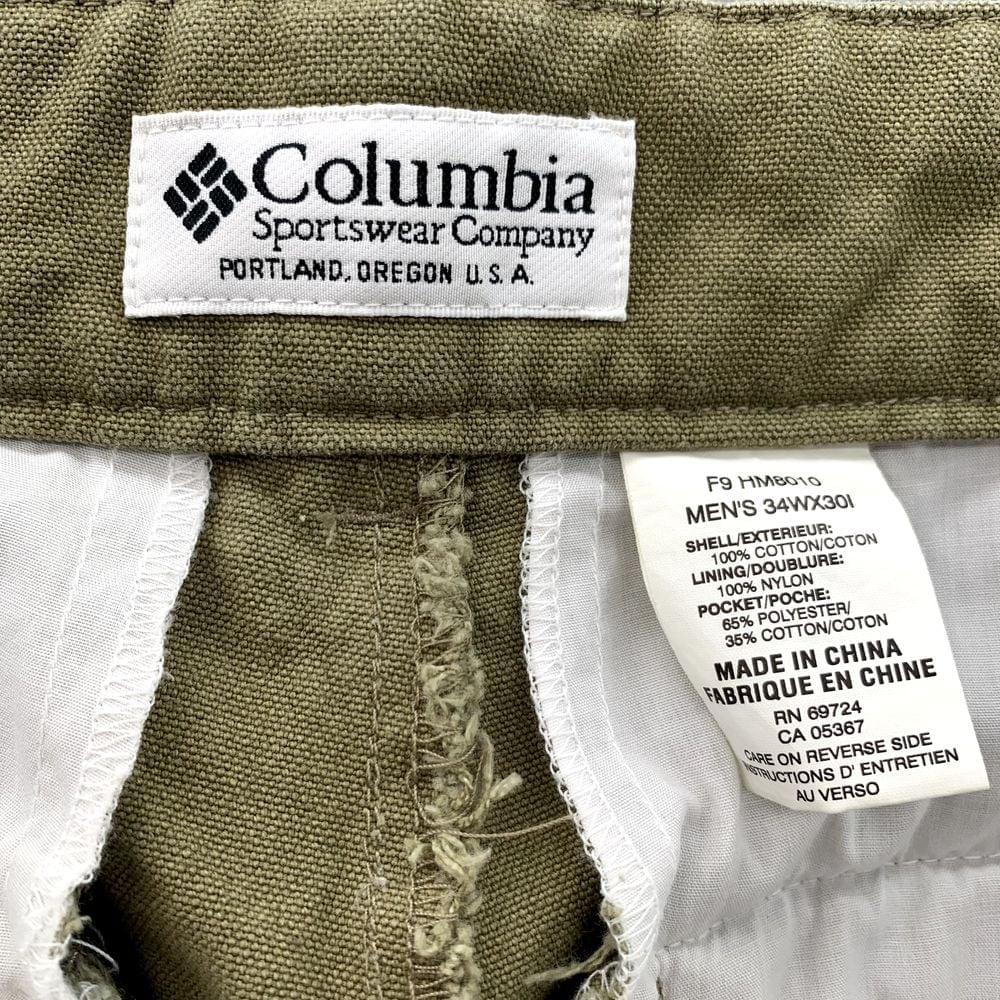 Columbia
Sportswear Company
PORTLAND, OREGON U.S.A.
F9 HM8010
MEN'S 34WX30I
SHELL/EXTERIEUR:
100% COTTON/COTON
LINING/DOUBLURE:
100% NYLON
POCKET/POCHE:
65% POLYESTER/
35% COTTON/COTON
MADE IN CHINA
FABRIQUE EN CHINE
RN 69724
CA 05367
CARE ON REVERSE SIDE
INSTRUCTIONS D' ENTRETIEN
AU VERSO